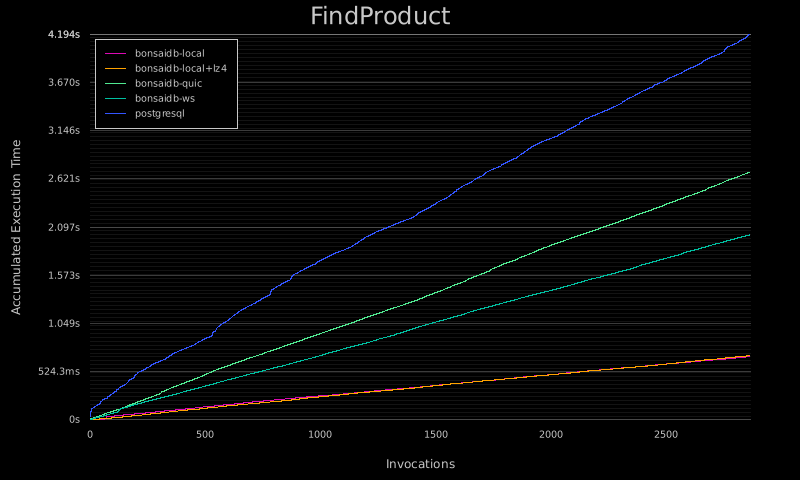 FindProduct
4.194s
3.670s
3.146s
2.621s
2.097s
1.573s
1.049s
524.3ms
0s
Accumulated Execution Time
bonsaidb-local
bonsaidb-local+lz4
bonsaidb-quic
bonsaidb-ws
postgresql
0 500 1000 1500 2000 2500
Invocations